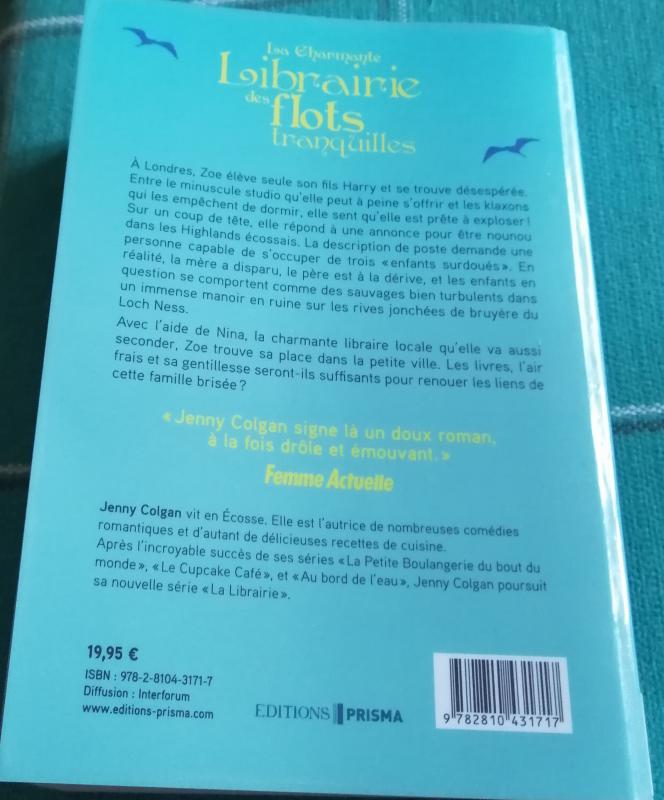 La Charmante
Librairie
des flots
tranquilles
À Londres, Zoe élève seule son fils Harry et se trouve désespérée.
Entre le minuscule studio qu'elle peut à peine s'offrir et les klaxons
qui les empêchent de dormir, elle sent qu'elle est prête à exploser !
Sur un coup de tête, elle répond à une annonce pour être nounou
dans les Highlands écossais. La description de poste demande une
personne capable de s'occuper de trois «enfants surdoués». En
réalité, la mère a disparu, le père est à la dérive, et les enfants en
question se comportent comme des sauvages bien turbulents dans
un immense manoir en ruine sur les rives jonchées de bruyère du
Loch Ness.
Avec l'aide de Nina, la charmante libraire locale qu'elle va aussi
seconder, Zoe trouve sa place dans la petite ville. Les livres, l'air
frais et sa gentillesse seront-ils suffisants pour renouer les liens de
cette famille brisée ?
« Jenny Colgan signe là un doux roman,
à la fois drôle et émouvant. »
Femme Actuelle
Jenny Colgan vit en Écosse. Elle est l'autrice de nombreuses comédies
romantiques et d'autant de délicieuses recettes de cuisine.
Après l'incroyable succès de ses séries «La Petite Boulangerie du bout du
monde», «Le Cupcake Café», et «Au bord de l'eau», Jenny Colgan poursuit
sa nouvelle série «La Librairie».
19,95 €
ISBN : 978-2-8104-3171-7
Diffusion : Interforum
www.editions-prisma.com
EDITIONS PRISMA
9 782810 431717